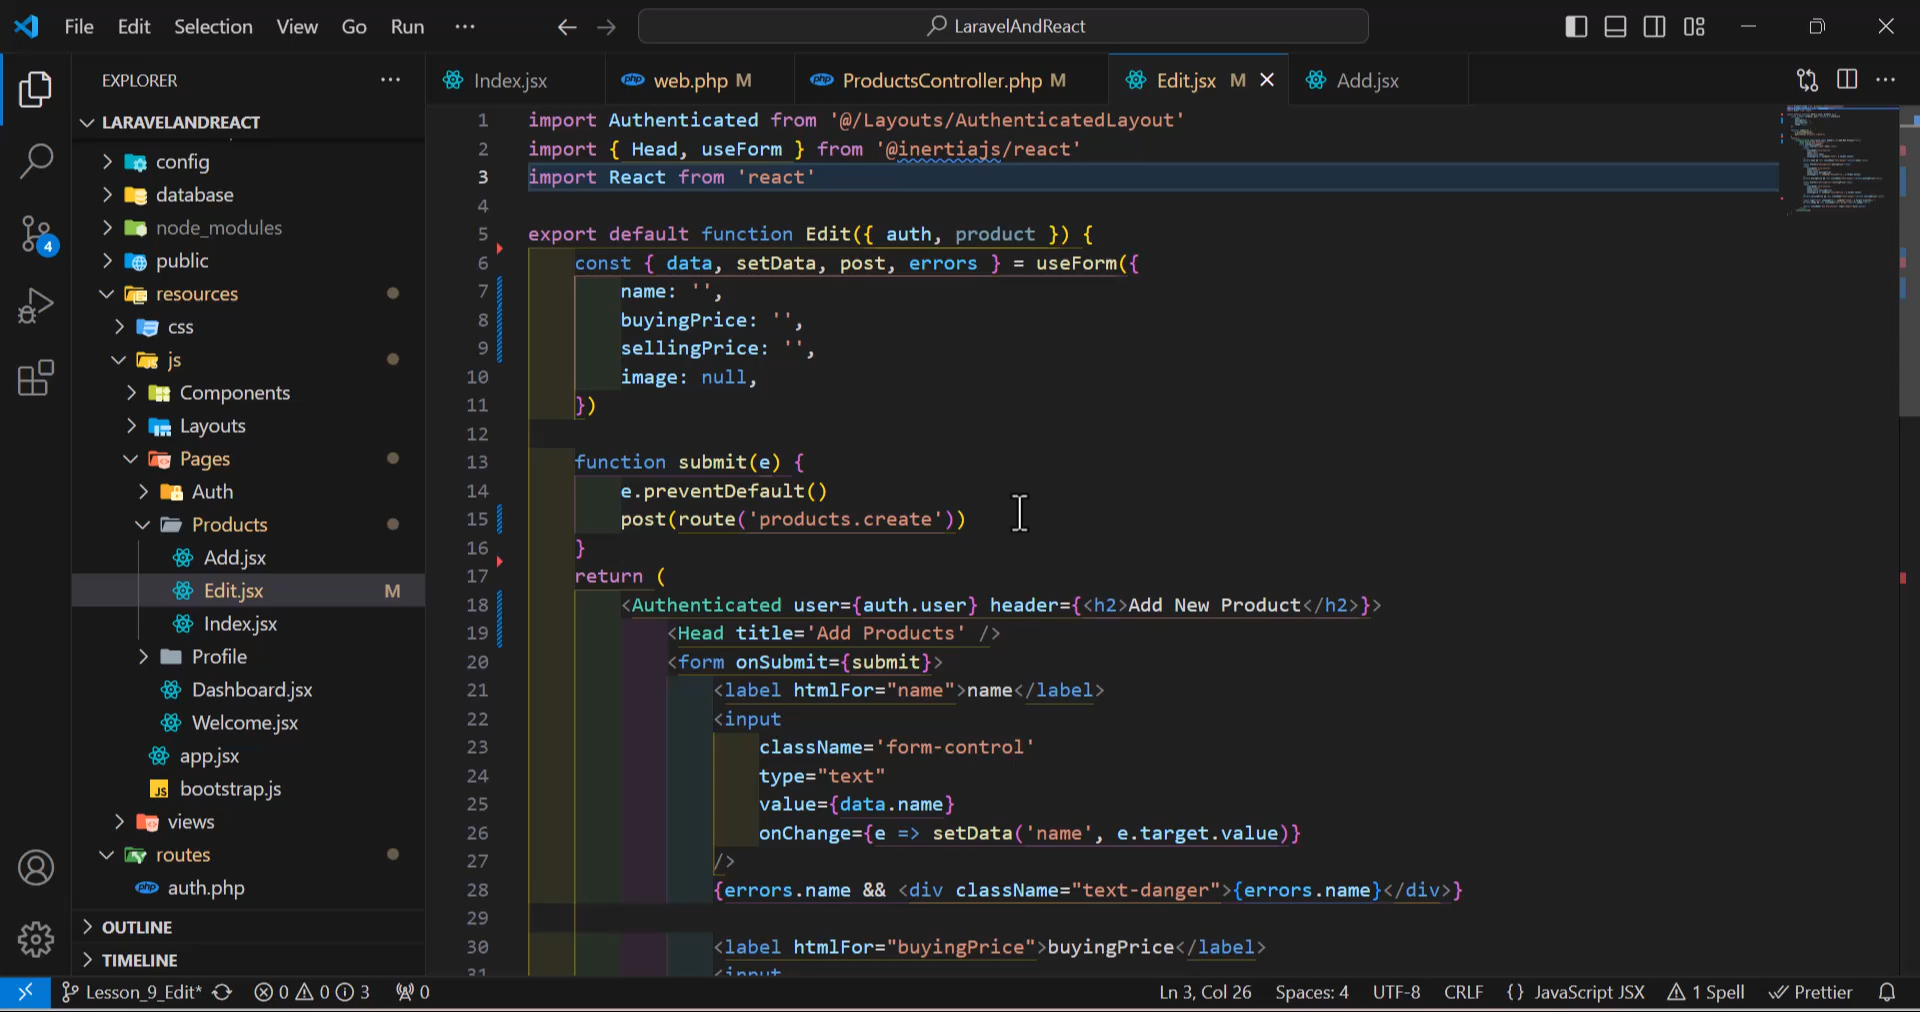 File Edit Selection View Go Run ···
LaravelAndReact
EXPLORER ···
LARAVELANDREACT
config
database
node_modules
public
resources
css
js
Components
Layouts
Pages
Auth
Products
Add.jsx
Edit.jsx M
Index.jsx
Profile
Dashboard.jsx
Welcome.jsx
app.jsx
JS bootstrap.js
views
routes
php auth.php
OUTLINE
TIMELINE
4
Index.jsx php web.php M php ProductsController.php M Edit.jsx M Add.jsx ···
1 import Authenticated from '@/Layouts/AuthenticatedLayout'
2 import { Head, useForm } from '@inertiajs/react'
3 import React from 'react'
4
5 export default function Edit({ auth, product }) {
6 const { data, setData, post, errors } = useForm({
7 name: '',
8 buyingPrice: '',
9 sellingPrice: '',
10 image: null,
11 })
12
13 function submit(e) {
14 e.preventDefault()
15 post(route('products.create'))
16 }
17 return (
18 <Authenticated user={auth.user} header={<h2>Add New Product</h2>}>
19 <Head title='Add Products' />
20 <form onSubmit={submit}>
21 <label htmlFor="name">name</label>
22 <input
23 className='form-control'
24 type="text"
25 value={data.name}
26 onChange={e => setData('name', e.target.value)}
27 />
28 {errors.name && <div className="text-danger">{errors.name}</div>}
29
30 <label htmlFor="buyingPrice">buyingPrice</label>
31 <input
Lesson_9_Edit* 0 0 3 0 Ln 3, Col 26 Spaces: 4 UTF-8 CRLF {} JavaScript JSX 1 Spell Prettier